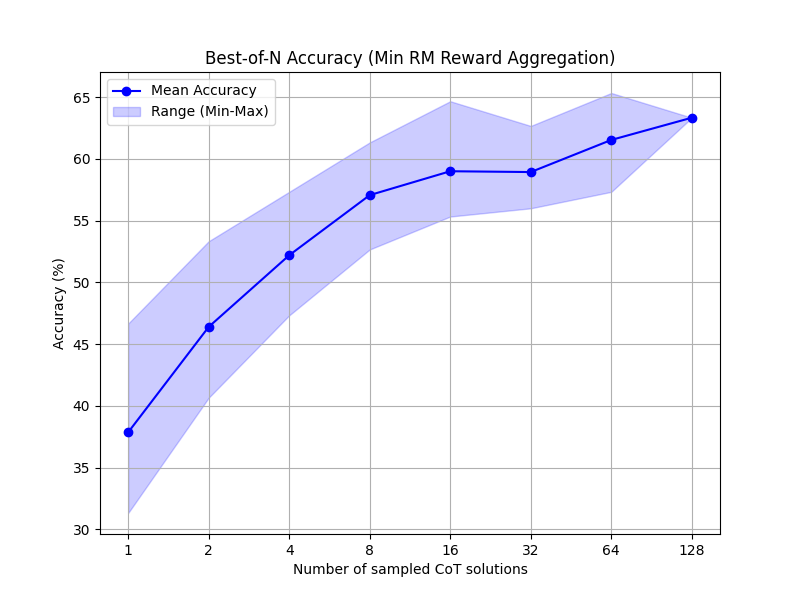 Best-of-N Accuracy (Min RM Reward Aggregation)
Mean Accuracy
Range (Min-Max)
Accuracy (%)
65
60
55
50
45
40
35
30
1 2 4 8 16 32 64 128
Number of sampled CoT solutions